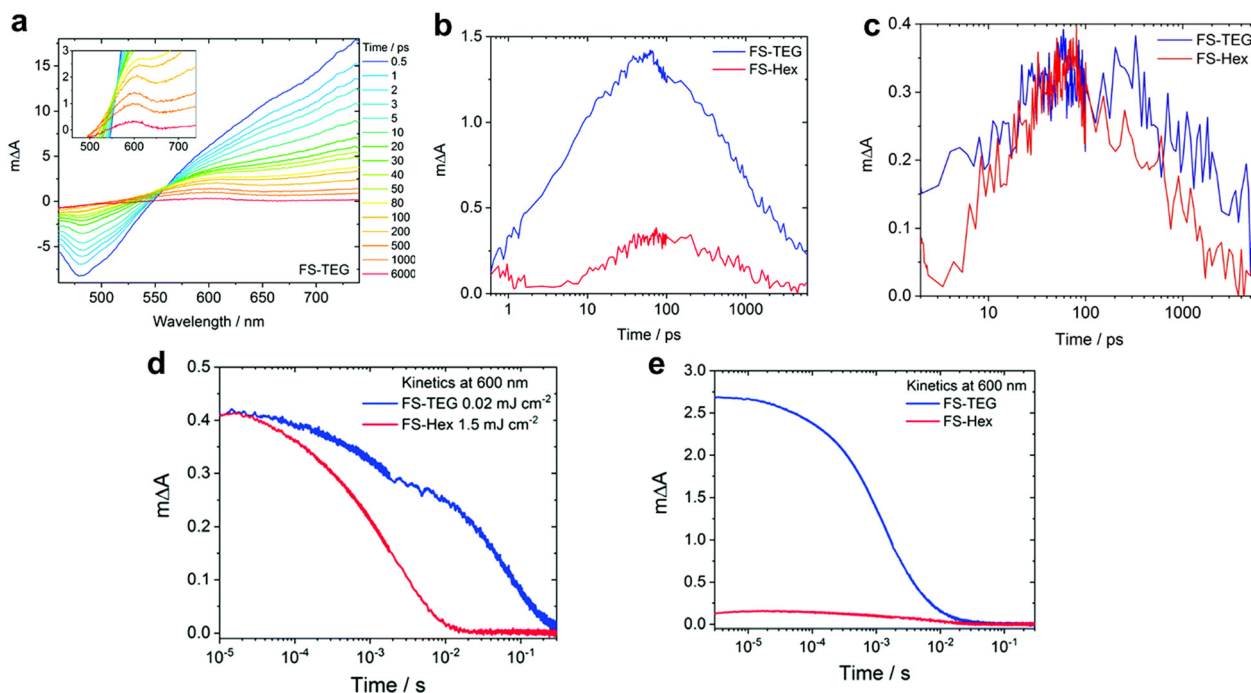 a
mΔA
15
10
5
0
-5
3
2
1
0
500 600 700
500 550 600 650 700
Wavelength / nm
FS-TEG
Time / ps
0.5
1
2
3
5
10
20
30
40
50
80
100
200
500
1000
6000
b
mΔA
1.5
1.0
0.5
0.0
1 10 100 1000
Time / ps
FS-TEG
FS-Hex
c
mΔA
0.4
0.3
0.2
0.1
0.0
10 100 1000
Time / ps
FS-TEG
FS-Hex
d
mΔA
0.5
0.4
0.3
0.2
0.1
0.0
10⁻⁵ 10⁻⁴ 10⁻³ 10⁻² 10⁻¹
Time / s
Kinetics at 600 nm
FS-TEG 0.02 mJ cm⁻²
FS-Hex 1.5 mJ cm⁻²
e
mΔA
3.0
2.5
2.0
1.5
1.0
0.5
0.0
10⁻⁵ 10⁻⁴ 10⁻³ 10⁻² 10⁻¹
Time / s
Kinetics at 600 nm
FS-TEG
FS-Hex